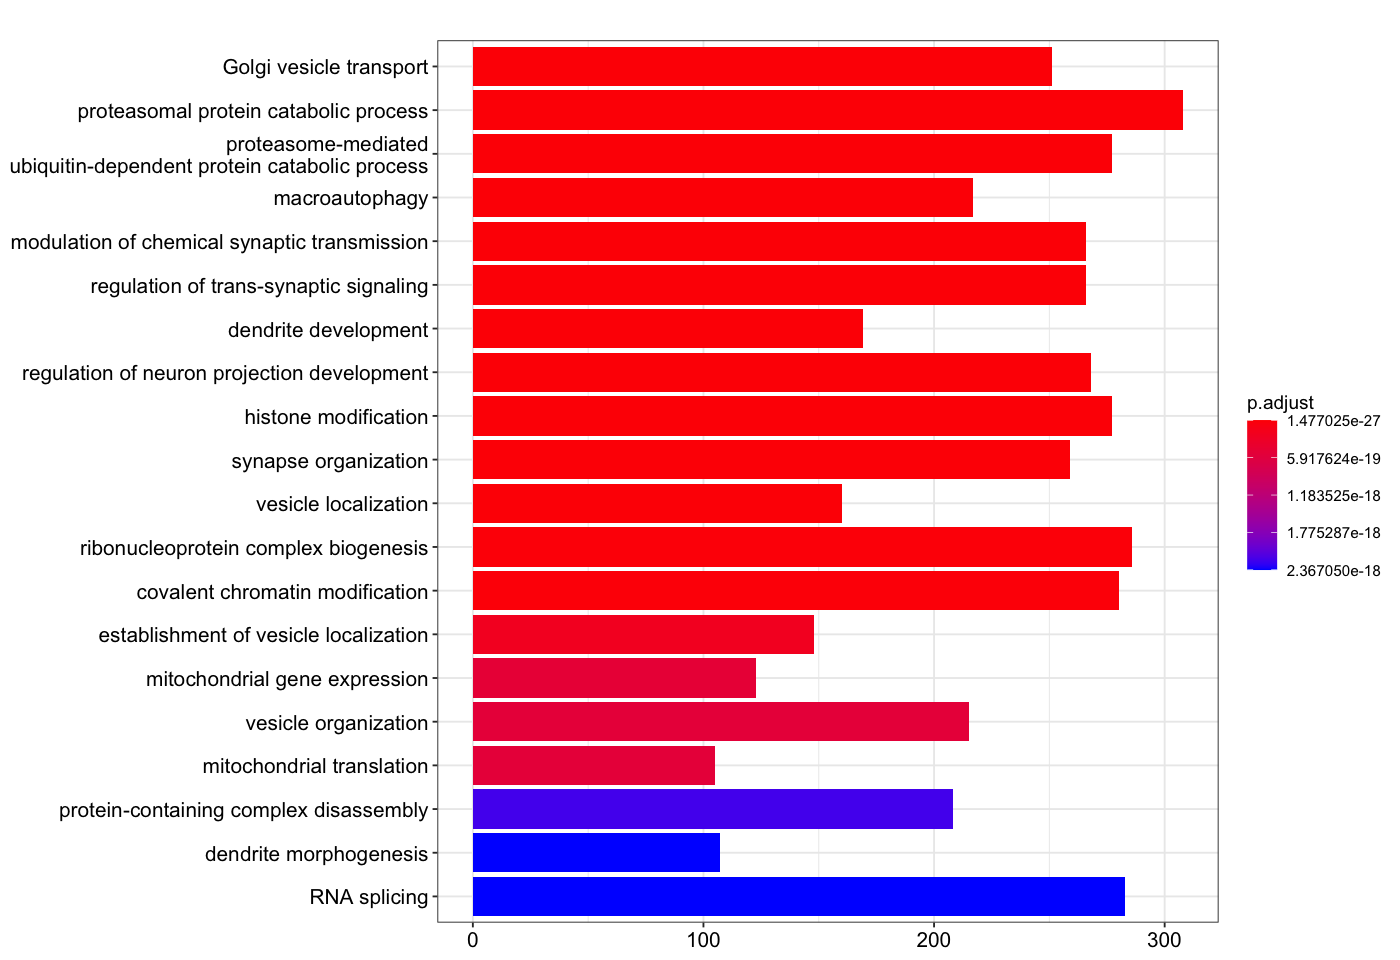 Golgi vesicle transport
proteasomal protein catabolic process
proteasome-mediated
ubiquitin-dependent protein catabolic process
macroautophagy
modulation of chemical synaptic transmission
regulation of trans-synaptic signaling
dendrite development
regulation of neuron projection development
histone modification
synapse organization
vesicle localization
ribonucleoprotein complex biogenesis
covalent chromatin modification
establishment of vesicle localization
mitochondrial gene expression
vesicle organization
mitochondrial translation
protein-containing complex disassembly
dendrite morphogenesis
RNA splicing
0 100 200 300
p.adjust
1.477025e-27
5.917624e-19
1.183525e-18
1.775287e-18
2.367050e-18